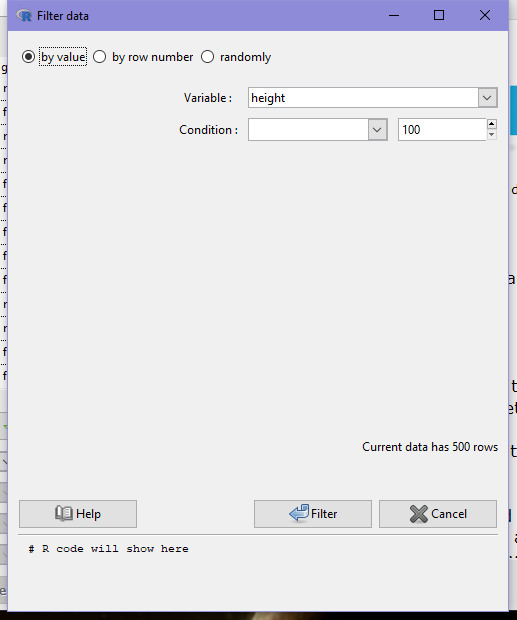 Filter data
by value by row number randomly
Variable : height
Condition : 100
Current data has 500 rows
Help Filter Cancel
# R code will show here